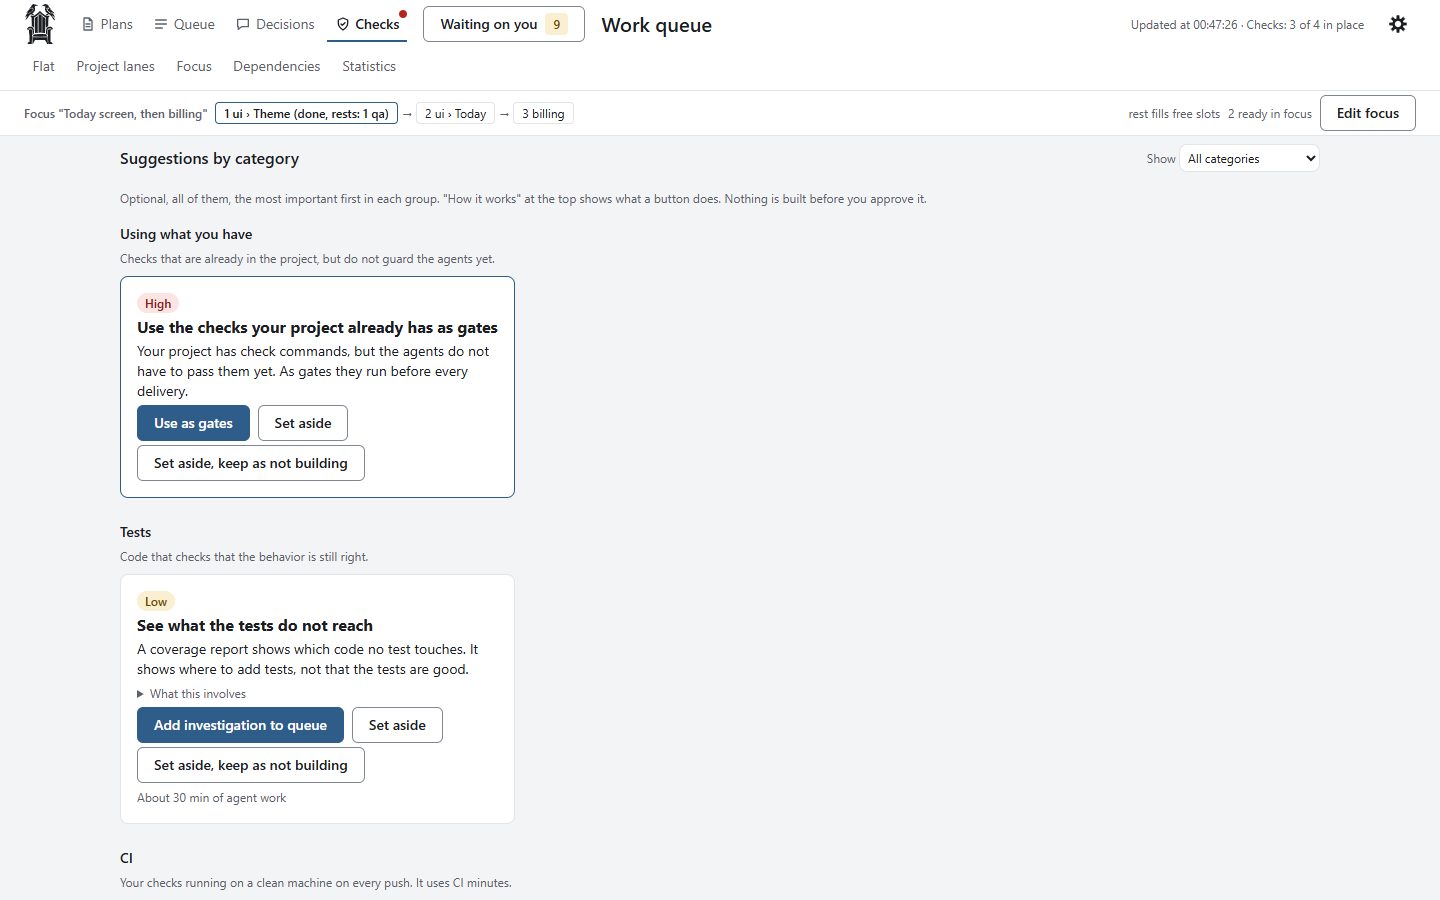 Plans
Queue
Decisions
Checks
Waiting on you 9
Work queue
Updated at 00:47:26 · Checks: 3 of 4 in place
Flat
Project lanes
Focus
Dependencies
Statistics
Focus "Today screen, then billing"
1 ui › Theme (done, rests: 1 qa)
→
2 ui › Today
→
3 billing
rest fills free slots
2 ready in focus
Edit focus
Suggestions by category
Show
All categories
Optional, all of them, the most important first in each group. "How it works" at the top shows what a button does. Nothing is built before you approve it.
Using what you have
Checks that are already in the project, but do not guard the agents yet.
High
Use the checks your project already has as gates
Your project has check commands, but the agents do not
have to pass them yet. As gates they run before every
delivery.
Use as gates
Set aside
Set aside, keep as not building
Tests
Code that checks that the behavior is still right.
Low
See what the tests do not reach
A coverage report shows which code no test touches. It
shows where to add tests, not that the tests are good.
What this involves
Add investigation to queue
Set aside
Set aside, keep as not building
About 30 min of agent work
CI
Your checks running on a clean machine on every push. It uses CI minutes.